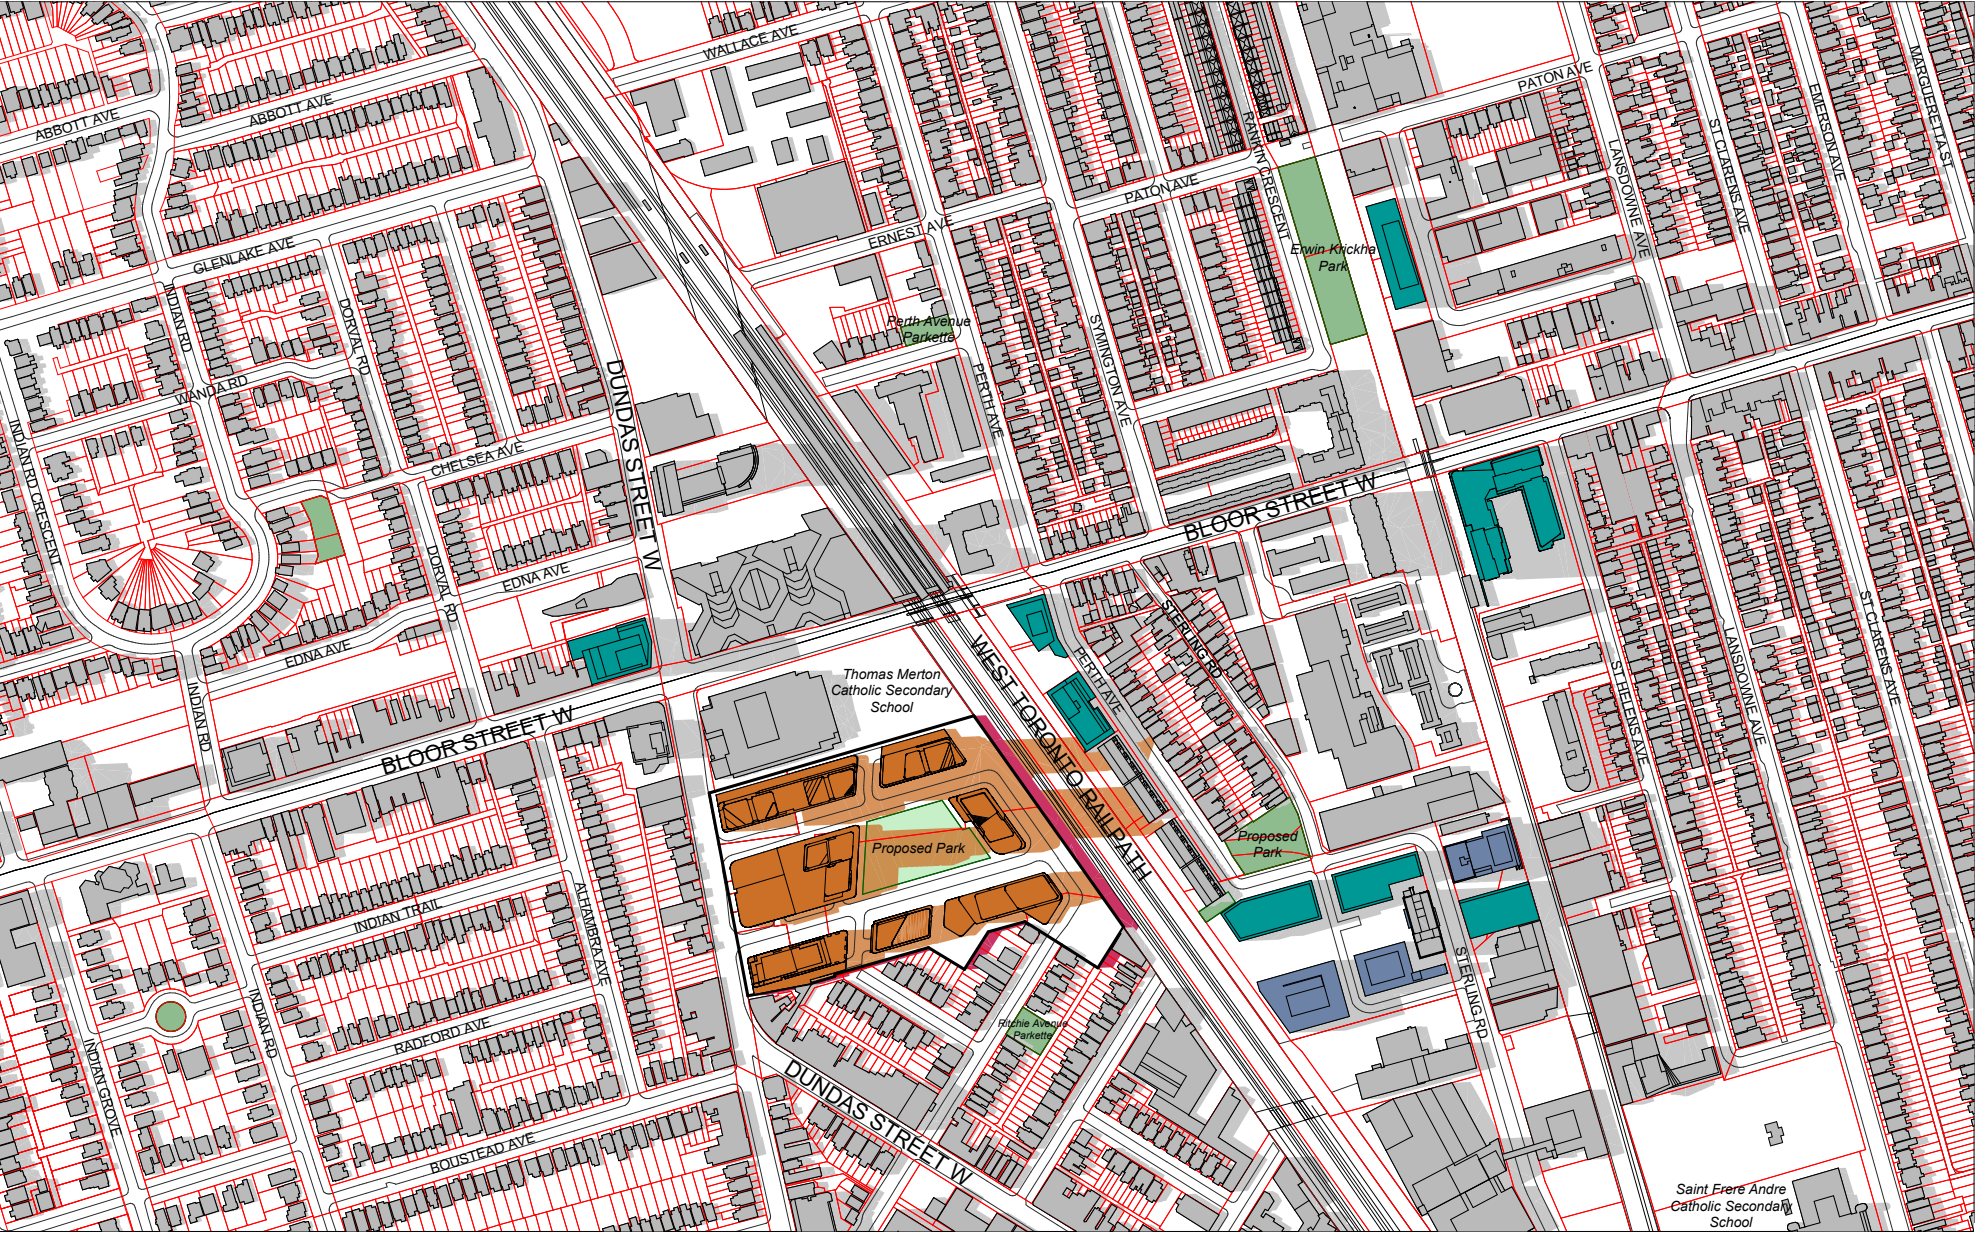 WALLACE AVE
PATON AVE
MARGUERETTA ST
EMERSON AVE
ABBOTT AVE
ABBOTT AVE
RANKIN CRESCENT
ST CLARENS AVE
LANSDOWNE AVE
PATON AVE
ERNEST AVE
GLENLAKE AVE
Erwin Krickha
Park
INDIAN RD
DORVAL RD
Perth Avenue
Parkette
SYMINGTON AVE
PERTH AVE
DUNDAS STREET W
WANDA RD
INDIAN RD CRESCENT
CHELSEA AVE
BLOOR STREET W
DORVAL RD
EDNA AVE
EDNA AVE
STERLING RD
ST CLARENS AVE
PERTH AVE
WEST TORONTO RAILPATH
LANSDOWNE AVE
ST HELENS AVE
INDIAN RD
Thomas Merton
Catholic Secondary
School
BLOOR STREET W
Proposed
Park
Proposed Park
ALHAMBRA AVE
INDIAN TRAIL
STERLING RD
INDIAN RD
RADFORD AVE
Ritchie Avenue
Parkette
INDIAN GROVE
DUNDAS STREET W
BOUSTEAD AVE
Saint Frere Andre
Catholic Secondary
School